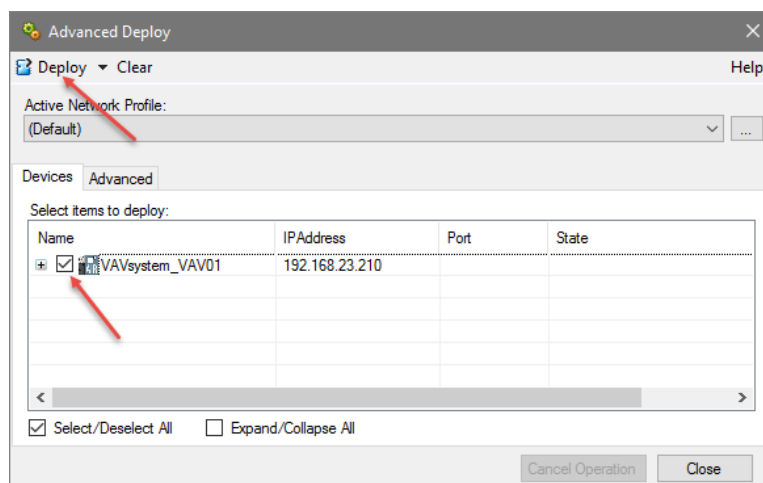 Advanced Deploy
Deploy Clear Help
Active Network Profile:
(Default) ...
Devices Advanced
Select items to deploy:
Name IPAddress Port State
VAVsystem_VAV01 192.168.23.210
Select/Deselect All Expand/Collapse All
Cancel Operation Close